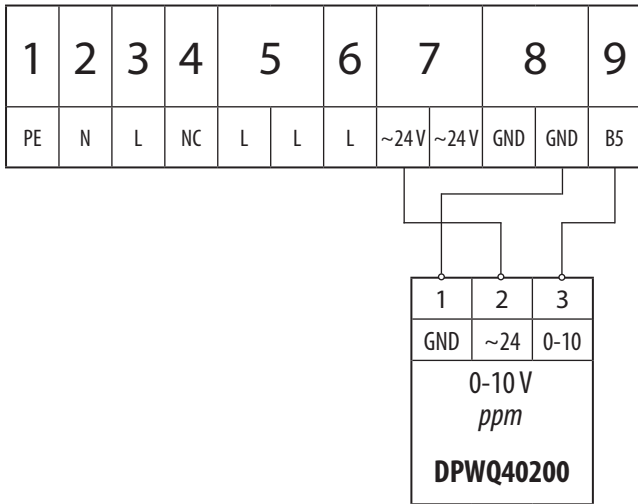 1 2 3 4 5 6 7 8 9
PE N L NC L L L ~24 V ~24 V GND GND B5
1 2 3
GND ~24 0-10
0-10 V
ppm
DPWQ40200